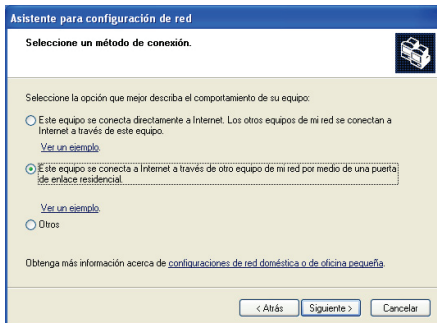 Asistente para configuración de red
Seleccione un método de conexión.
Seleccione la opción que mejor describa el comportamiento de su equipo:
Este equipo se conecta directamente a Internet. Los otros equipos de mi red se conectan a
Internet a través de este equipo.
Ver un ejemplo.
Este equipo se conecta a Internet a través de otro equipo de mi red por medio de una puerta
de enlace residencial.
Ver un ejemplo.
Otros
Obtenga más información acerca de configuraciones de red doméstica o de oficina pequeña.
< Atrás
Siguiente >
Cancelar